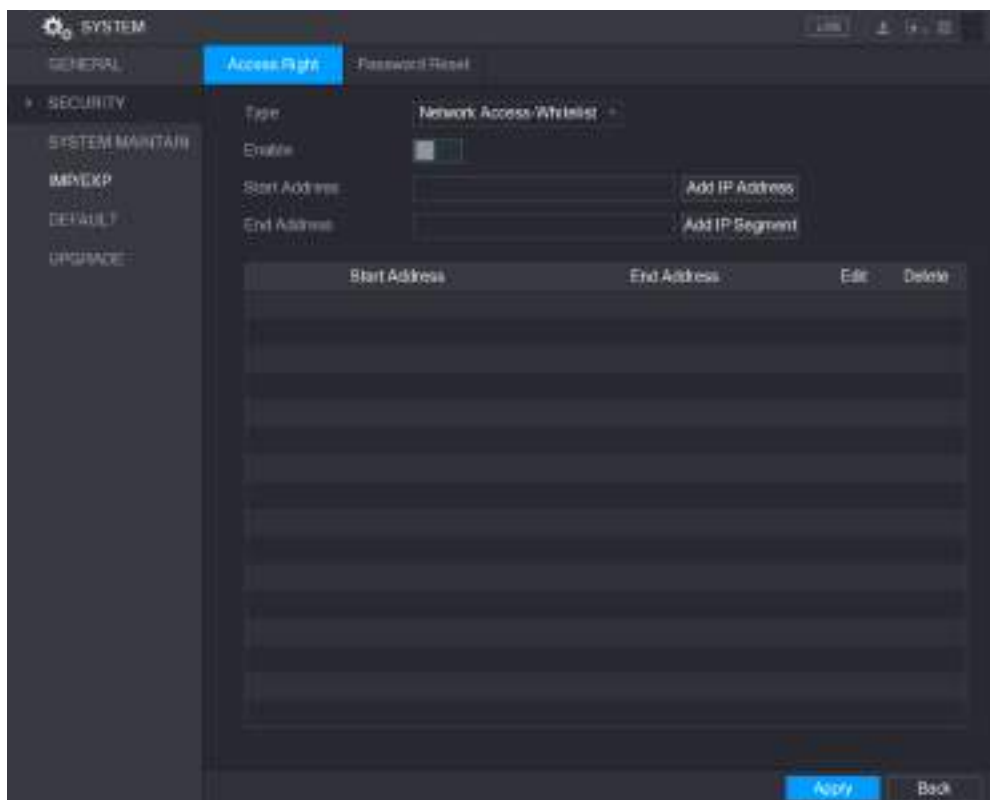 SYSTEM
LIVE
GENERAL
Access Right Password Reset
SECURITY
Type Network Access-Whitelist
SYSTEM MAINTAIN
Enable
IMP/EXP
Start Address Add IP Address
DEFAULT
End Address Add IP Segment
UPGRADE
Start Address End Address Edit Delete
Apply Back